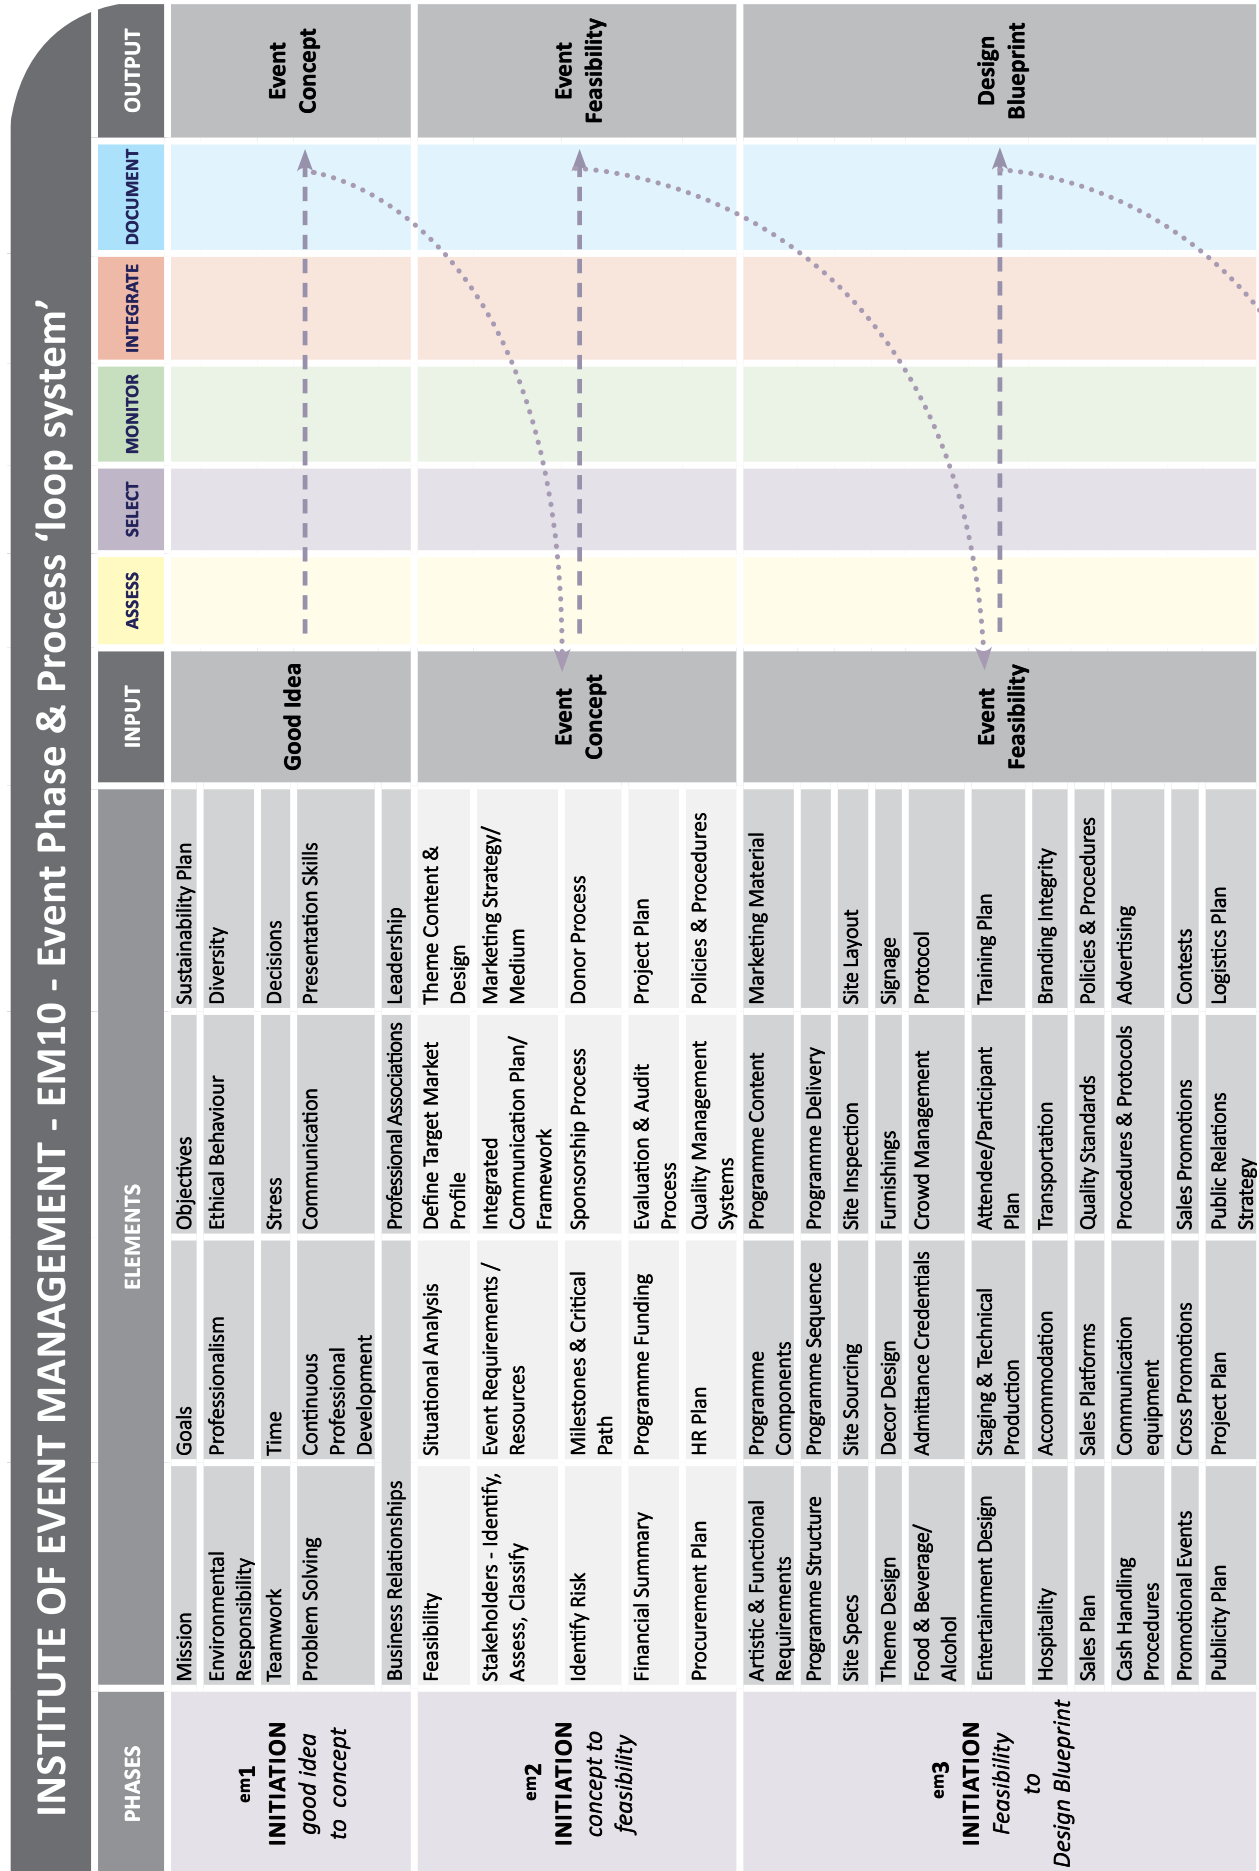 INSTITUTE OF EVENT MANAGEMENT - EM10 - Event Phase & Process ‘loop system’
PHASES
ELEMENTS
INPUT
ASSESS
SELECT
MONITOR
INTEGRATE
DOCUMENT
OUTPUT
em1
INITIATION
good idea
to concept
Mission
Goals
Objectives
Sustainability Plan
Environmental
Responsibility
Professionalism
Ethical Behaviour
Diversity
Teamwork
Time
Stress
Decisions
Problem Solving
Continuous
Professional
Development
Communication
Presentation Skills
Business Relationships
Professional Associations
Leadership
Good Idea
Event
Concept
em2
INITIATION
concept to
feasibility
Feasibility
Situational Analysis
Define Target Market
Profile
Theme Content &
Design
Stakeholders - Identify,
Assess, Classify
Event Requirements /
Resources
Integrated
Communication Plan/
Framework
Marketing Strategy/
Medium
Identify Risk
Milestones & Critical
Path
Sponsorship Process
Donor Process
Financial Summary
Programme Funding
Evaluation & Audit
Process
Project Plan
Procurement Plan
HR Plan
Quality Management
Systems
Policies & Procedures
Event
Concept
Event
Feasibility
em3
INITIATION
Feasibility
to
Design Blueprint
Artistic & Functional
Requirements
Programme
Components
Programme Content
Marketing Material
Programme Structure
Programme Sequence
Programme Delivery
Site Specs
Site Sourcing
Site Inspection
Site Layout
Theme Design
Decor Design
Furnishings
Signage
Food & Beverage/
Alcohol
Admittance Credentials
Crowd Management
Protocol
Entertainment Design
Staging & Technical
Production
Attendee/Participant
Plan
Training Plan
Hospitality
Accommodation
Transportation
Branding Integrity
Sales Plan
Sales Platforms
Quality Standards
Policies & Procedures
Cash Handling
Procedures
Communication
equipment
Procedures & Protocols
Advertising
Promotional Events
Cross Promotions
Sales Promotions
Contests
Publicity Plan
Project Plan
Public Relations
Strategy
Logistics Plan
Event
Feasibility
Design
Blueprint